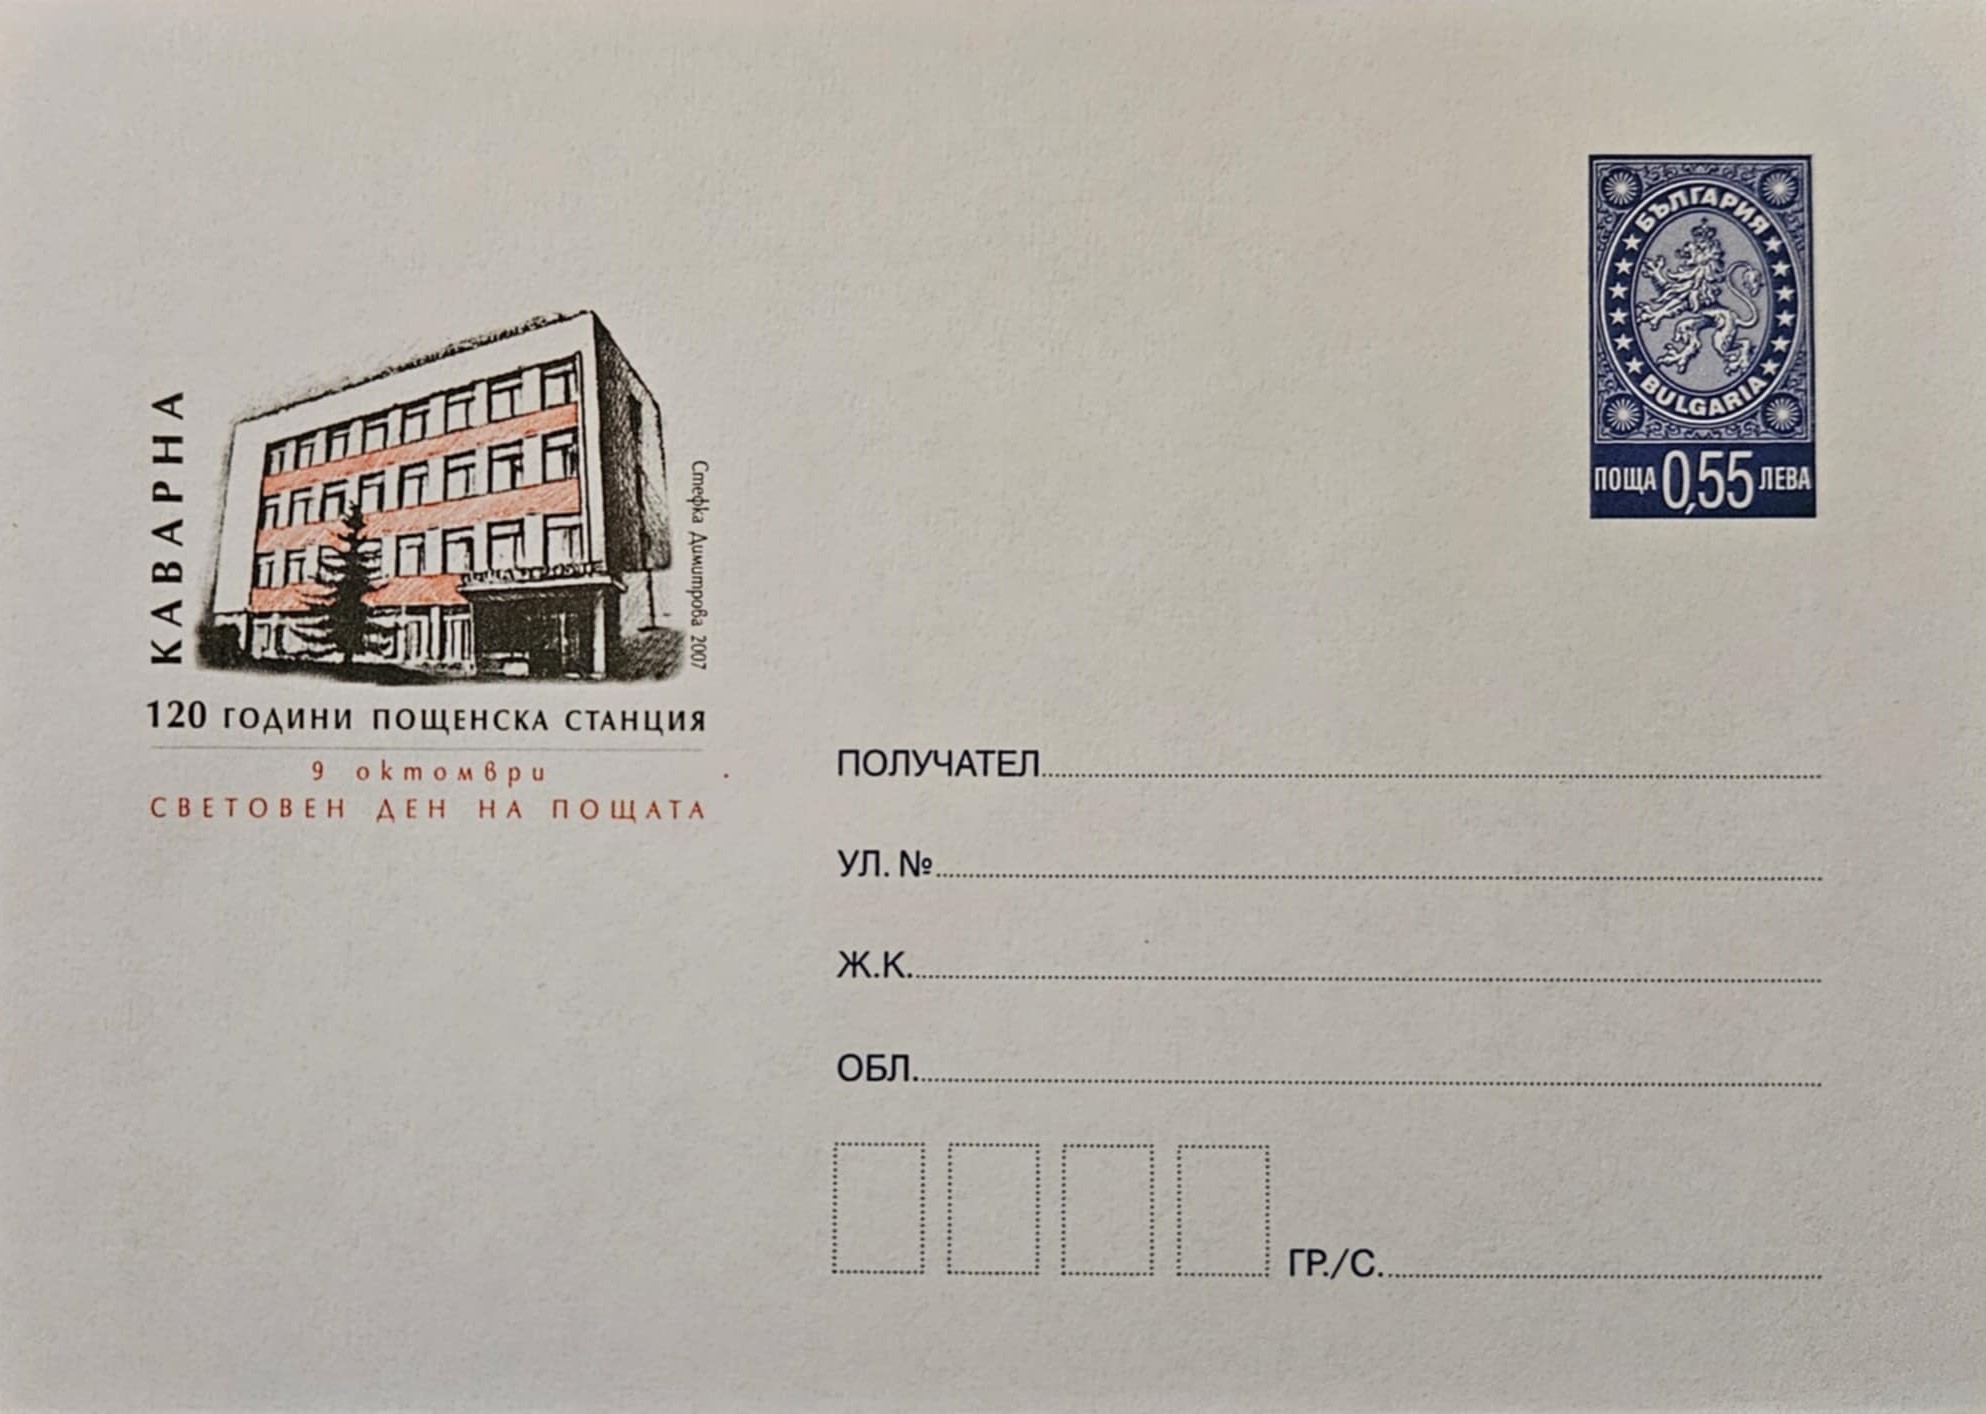 БЪЛГАРИЯ
BULGARIA
ПОЩА 0,55 ЛЕВА
КАВАРНА
Стефка Димитрова 2007
120 ГОДИНИ ПОЩЕНСКА СТАНЦИЯ
9 октомври
СВЕТОВЕН ДЕН НА ПОЩАТА
ПОЛУЧАТЕЛ
УЛ. №
Ж.К.
ОБЛ.
ГР./С.